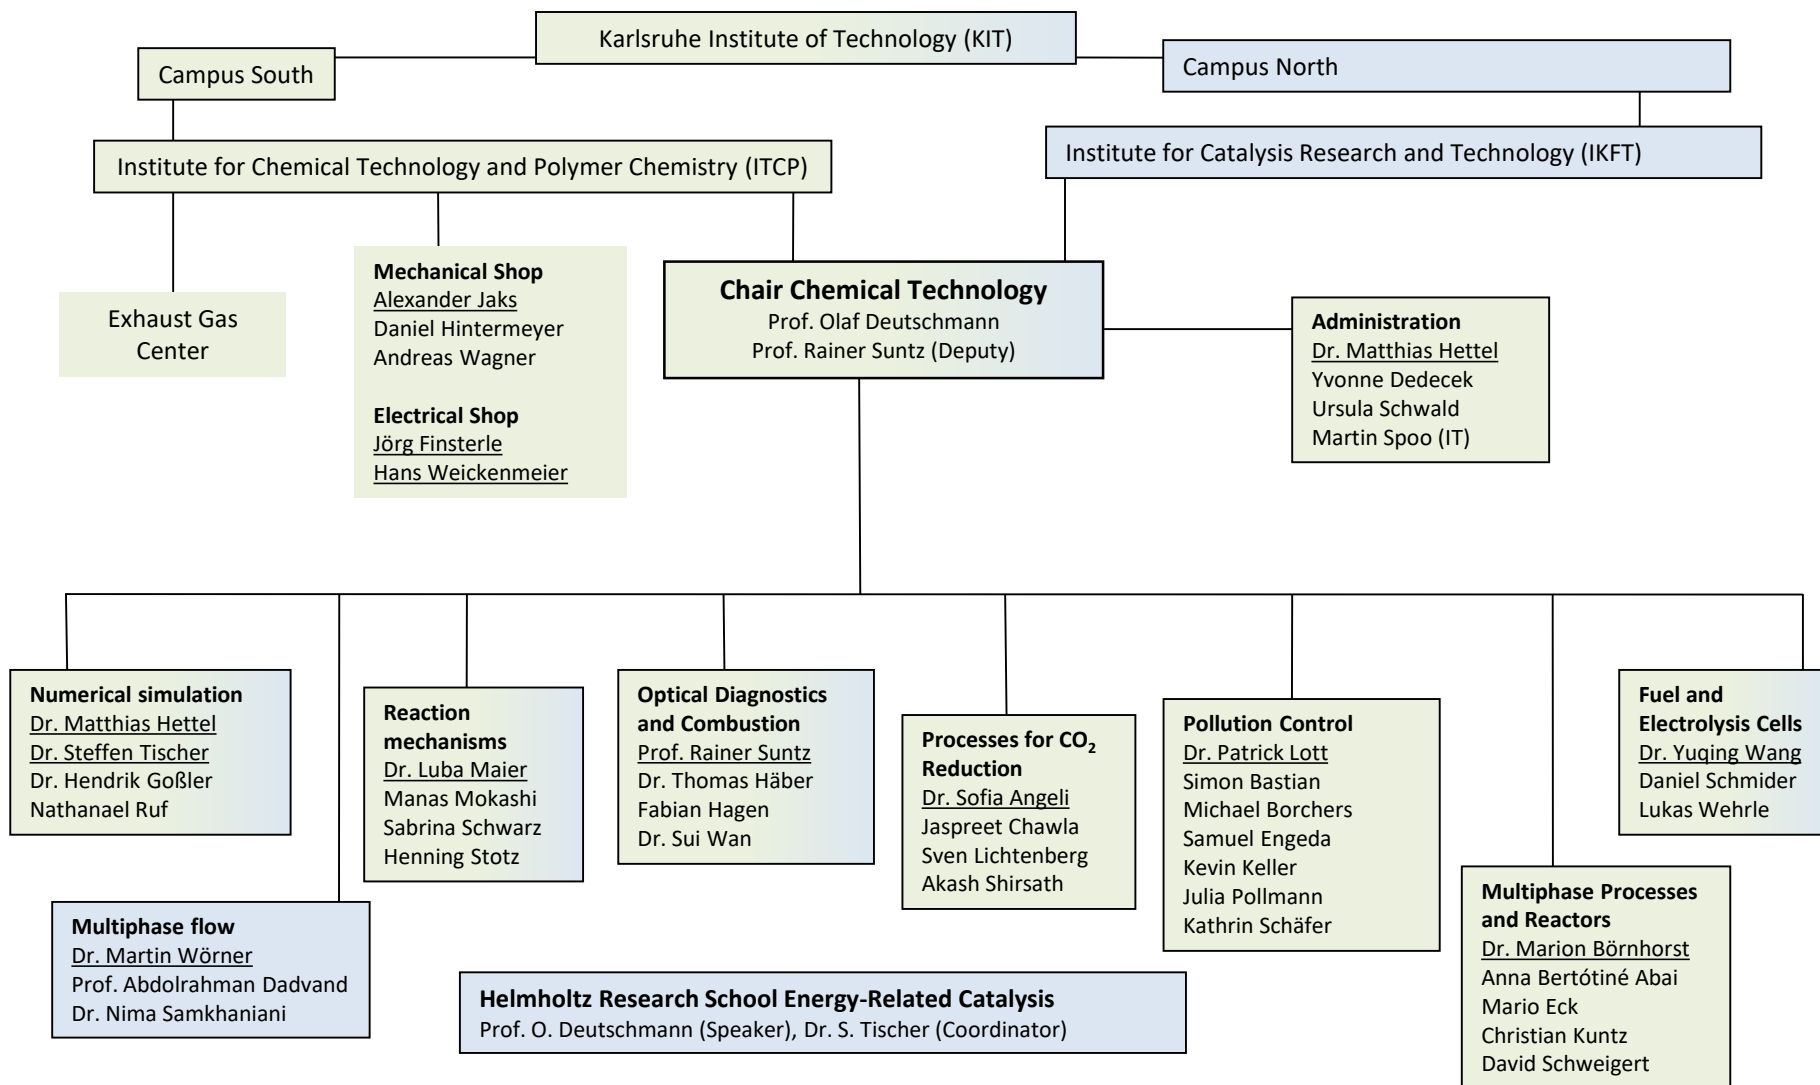 Karlsruhe Institute of Technology (KIT)
Campus South
Campus North
Institute for Chemical Technology and Polymer Chemistry (ITCP)
Institute for Catalysis Research and Technology (IKFT)
Exhaust Gas
Center
Mechanical Shop
Alexander Jaks
Daniel Hintermeyer
Andreas Wagner
Electrical Shop
Jörg Finsterle
Hans Weickenmeier
Chair Chemical Technology
Prof. Olaf Deutschmann
Prof. Rainer Suntz (Deputy)
Administration
Dr. Matthias Hettel
Yvonne Dedecek
Ursula Schwald
Martin Spoo (IT)
Numerical simulation
Dr. Matthias Hettel
Dr. Steffen Tischer
Dr. Hendrik Goßler
Nathanael Ruf
Multiphase flow
Dr. Martin Wörner
Prof. Abdolrahman Dadvand
Dr. Nima Samkhaniani
Reaction
mechanisms
Dr. Luba Maier
Manas Mokashi
Sabrina Schwarz
Henning Stotz
Optical Diagnostics
and Combustion
Prof. Rainer Suntz
Dr. Thomas Häber
Fabian Hagen
Dr. Sui Wan
Processes for CO₂
Reduction
Dr. Sofia Angeli
Jaspreet Chawla
Sven Lichtenberg
Akash Shirsath
Pollution Control
Dr. Patrick Lott
Simon Bastian
Michael Borchers
Samuel Engeda
Kevin Keller
Julia Pollmann
Kathrin Schäfer
Multiphase Processes
and Reactors
Dr. Marion Börnhorst
Anna Bertótiné Abai
Mario Eck
Christian Kuntz
David Schweigert
Fuel and
Electrolysis Cells
Dr. Yuqing Wang
Daniel Schmider
Lukas Wehrle
Helmholtz Research School Energy-Related Catalysis
Prof. O. Deutschmann (Speaker), Dr. S. Tischer (Coordinator)